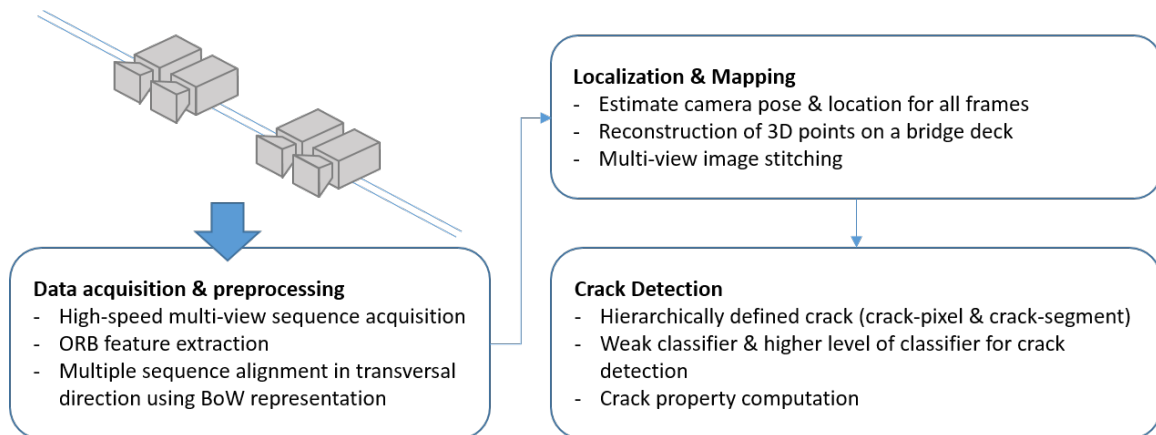 Data acquisition & preprocessing
- High-speed multi-view sequence acquisition
- ORB feature extraction
- Multiple sequence alignment in transversal
direction using BoW representation
Localization & Mapping
- Estimate camera pose & location for all frames
- Reconstruction of 3D points on a bridge deck
- Multi-view image stitching
Crack Detection
- Hierarchically defined crack (crack-pixel & crack-segment)
- Weak classifier & higher level of classifier for crack
detection
- Crack property computation